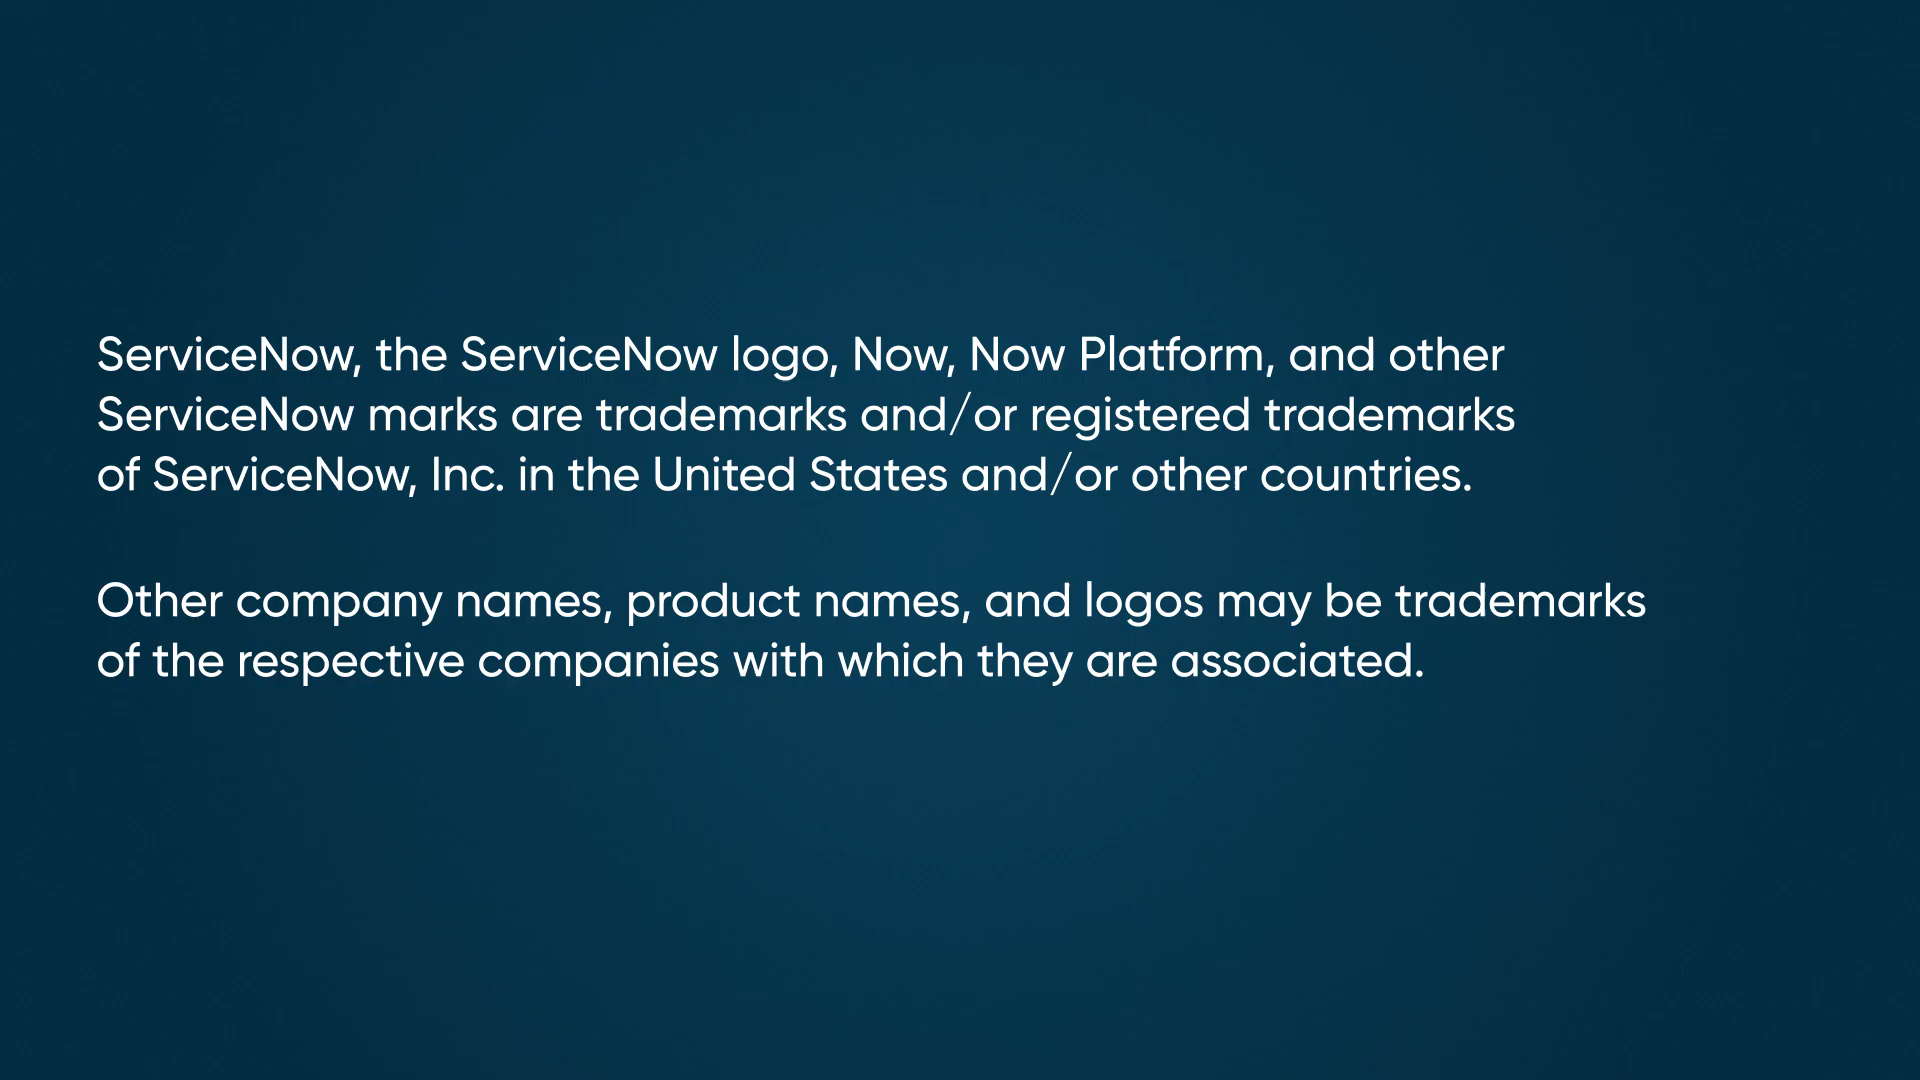 ServiceNow, the ServiceNow logo, Now, Now Platform, and other
ServiceNow marks are trademarks and/or registered trademarks
of ServiceNow, Inc. in the United States and/or other countries.
Other company names, product names, and logos may be trademarks
of the respective companies with which they are associated.